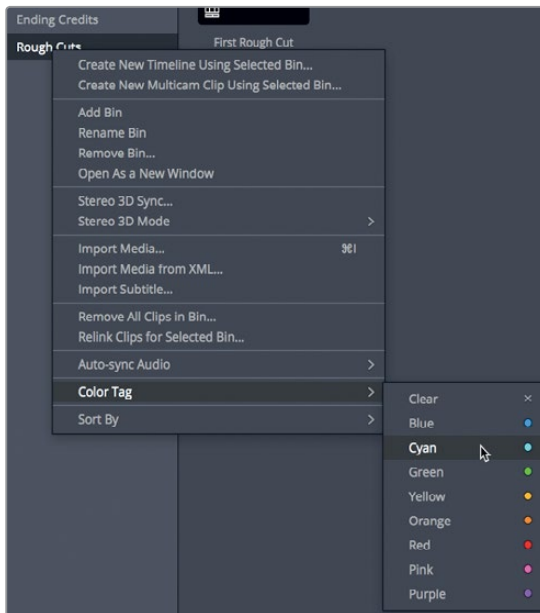 Ending Credits
Rough Cuts
First Rough Cut
Create New Timeline Using Selected Bin...
Create New Multicam Clip Using Selected Bin...
Add Bin
Rename Bin
Remove Bin...
Open As a New Window
Stereo 3D Sync...
Stereo 3D Mode
Import Media... ⌘I
Import Media from XML...
Import Subtitle...
Remove All Clips in Bin...
Relink Clips for Selected Bin...
Auto-sync Audio
Color Tag
Sort By
Clear
Blue
Cyan
Green
Yellow
Orange
Red
Pink
Purple